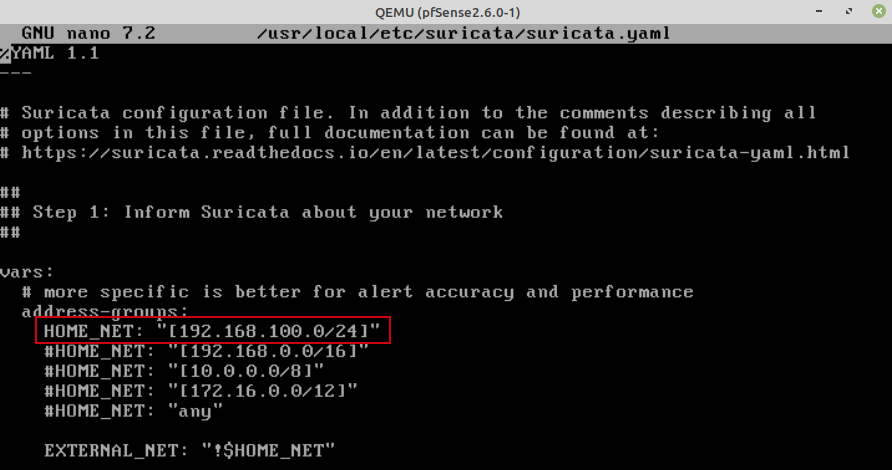 QEMU (pfSense2.6.0-1)
GNU nano 7.2 /usr/local/etc/suricata/suricata.yaml
%YAML 1.1
---
# Suricata configuration file. In addition to the comments describing all
# options in this file, full documentation can be found at:
# https://suricata.readthedocs.io/en/latest/configuration/suricata-yaml.html
##
## Step 1: Inform Suricata about your network
##
vars:
# more specific is better for alert accuracy and performance
address-groups:
HOME_NET: "[192.168.100.0/24]"
#HOME_NET: "[192.168.0.0/16]"
#HOME_NET: "[10.0.0.0/8]"
#HOME_NET: "[172.16.0.0/12]"
#HOME_NET: "any"
EXTERNAL_NET: "!$HOME_NET"